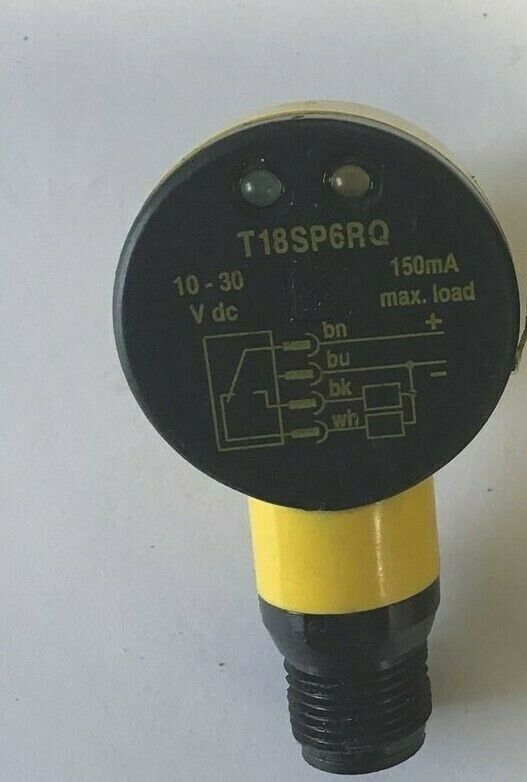 T18SP6RQ
10 - 30
V dc
150mA
max. load
bn +
bu -
bk
wh